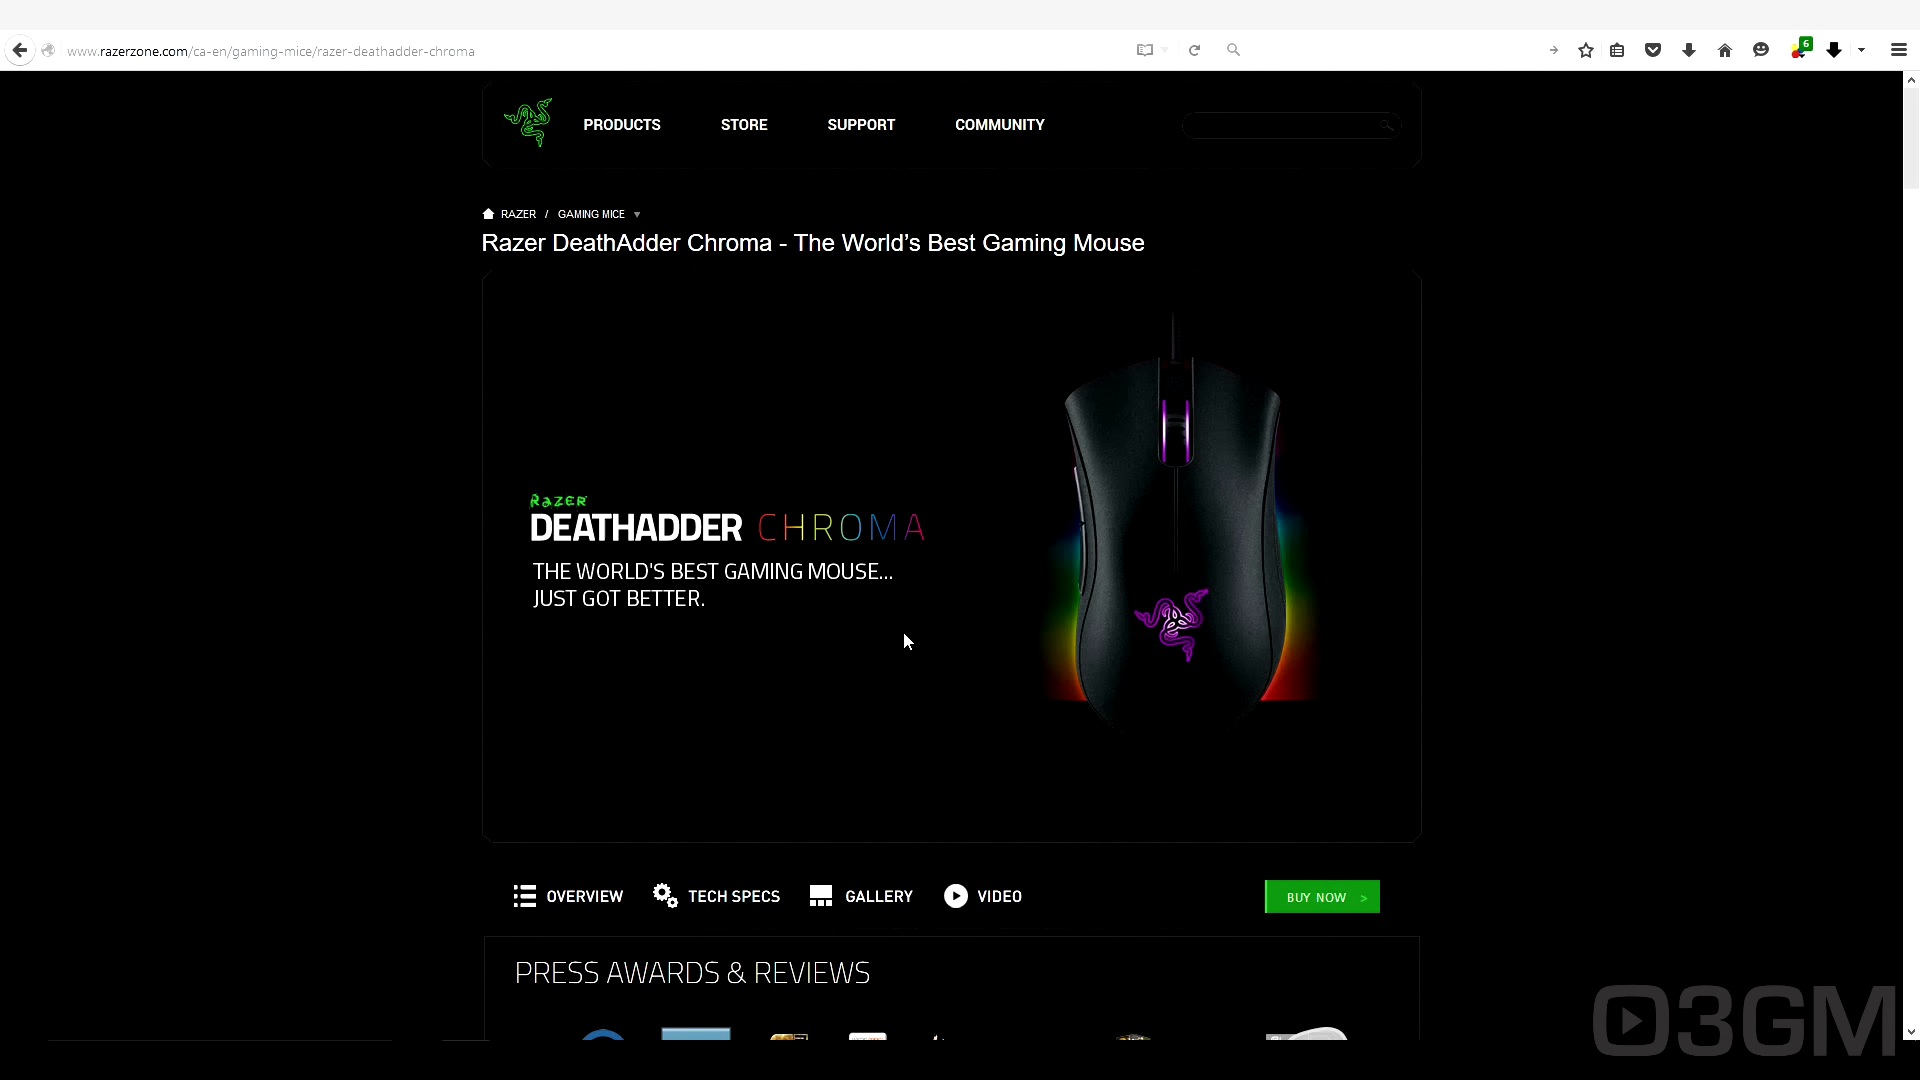 www.razerzone.com/ca-en/gaming-mice/razer-deathadder-chroma
6
PRODUCTS STORE SUPPORT COMMUNITY
RAZER / GAMING MICE
Razer DeathAdder Chroma - The World’s Best Gaming Mouse
RAZER
DEATHADDER CHROMA
THE WORLD'S BEST GAMING MOUSE...
JUST GOT BETTER.
OVERVIEW TECH SPECS GALLERY VIDEO BUY NOW >
PRESS AWARDS & REVIEWS
O3GM